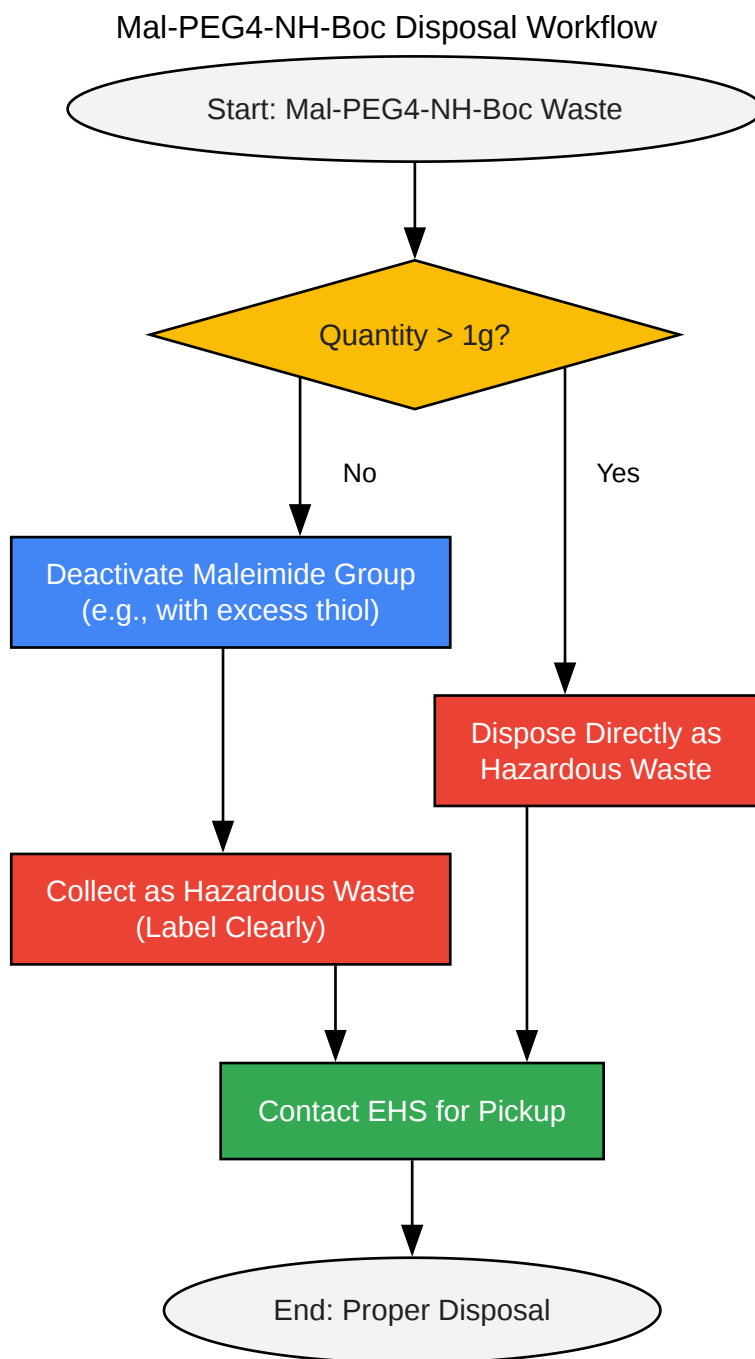 Mal-PEG4-NH-Boc Disposal Workflow
Start: Mal-PEG4-NH-Boc Waste
Quantity > 1g?
No
Yes
Deactivate Maleimide Group
(e.g., with excess thiol)
Dispose Directly as
Hazardous Waste
Collect as Hazardous Waste
(Label Clearly)
Contact EHS for Pickup
End: Proper Disposal